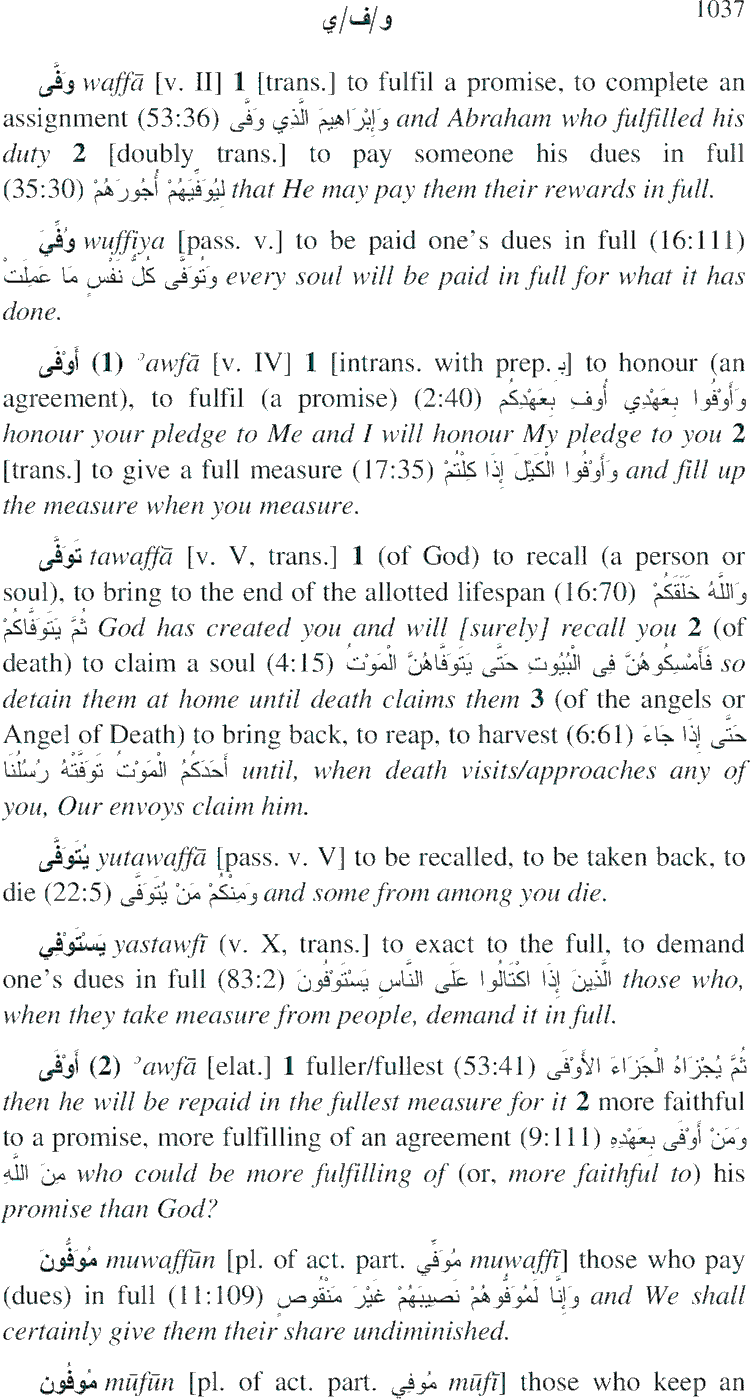 و/ف/ي 1037
وَفَّى waffā [v. II] 1 [trans.] to fulfil a promise, to complete an
assignment (53:36) وَإِبْرَاهِيمَ الَّذِي وَفَّى and Abraham who fulfilled his
duty 2 [doubly trans.] to pay someone his dues in full
(35:30) لِيُوَفِّيَهُمْ أُجُورَهُمْ that He may pay them their rewards in full.
وُفِّيَ wuffiya [pass. v.] to be paid one’s dues in full (16:111)
وَتُوَفَّى كُلُّ نَفْسٍ مَا عَمِلَتْ every soul will be paid in full for what it has
done.
أَوْفَى (1) ʾawfā [v. IV] 1 [intrans. with prep. بـِ] to honour (an
agreement), to fulfil (a promise) (2:40) وَأَوْفُوا بِعَهْدِي أُوفِ بِعَهْدِكُم
honour your pledge to Me and I will honour My pledge to you 2
[trans.] to give a full measure (17:35) وَأَوْفُوا الْكَيْلَ إِذَا كِلْتُمْ and fill up
the measure when you measure.
تَوَفَّى tawaffā [v. V, trans.] 1 (of God) to recall (a person or
soul), to bring to the end of the allotted lifespan (16:70) وَاللَّهُ خَلَقَكُمْ
ثُمَّ يَتَوَفَّاكُمْ God has created you and will [surely] recall you 2 (of
death) to claim a soul (4:15) فَأَمْسِكُوهُنَّ فِى الْبُيُوتِ حَتَّى يَتَوَفَّاهُنَّ الْمَوْتُ so
detain them at home until death claims them 3 (of the angels or
Angel of Death) to bring back, to reap, to harvest (6:61) حَتَّى إِذَا جَاءَ
أَحَدَكُمُ الْمَوْتُ تَوَفَّتْهُ رُسُلُنَا until, when death visits/approaches any of
you, Our envoys claim him.
يُتَوَفَّى yutawaffā [pass. v. V] to be recalled, to be taken back, to
die (22:5) وَمِنْكُمْ مَنْ يُتَوَفَّى and some from among you die.
يَسْتَوْفِي yastawfī (v. X, trans.] to exact to the full, to demand
one’s dues in full (83:2) الَّذِينَ إِذَا اكْتَالُوا عَلَى النَّاسِ يَسْتَوْفُونَ those who,
when they take measure from people, demand it in full.
أَوْفَى (2) ʾawfā [elat.] 1 fuller/fullest (53:41) ثُمَّ يُجْزَاهُ الْجَزَاءَ الأَوْفَى
then he will be repaid in the fullest measure for it 2 more faithful
to a promise, more fulfilling of an agreement (9:111) وَمَنْ أَوْفَى بِعَهْدِهِ
مِنَ اللَّهِ who could be more fulfilling of (or, more faithful to) his
promise than God?
مُوَفُّونَ muwaffūn [pl. of act. part. مُوَفِّي muwaffī] those who pay
(dues) in full (11:109) وَإِنَّا لَمُوَفُّوهُمْ نَصِيبَهُمْ غَيْرَ مَنْقُوصٍ and We shall
certainly give them their share undiminished.
مُوفُون mūfūn [pl. of act. part. مُوفِي mūfī] those who keep an